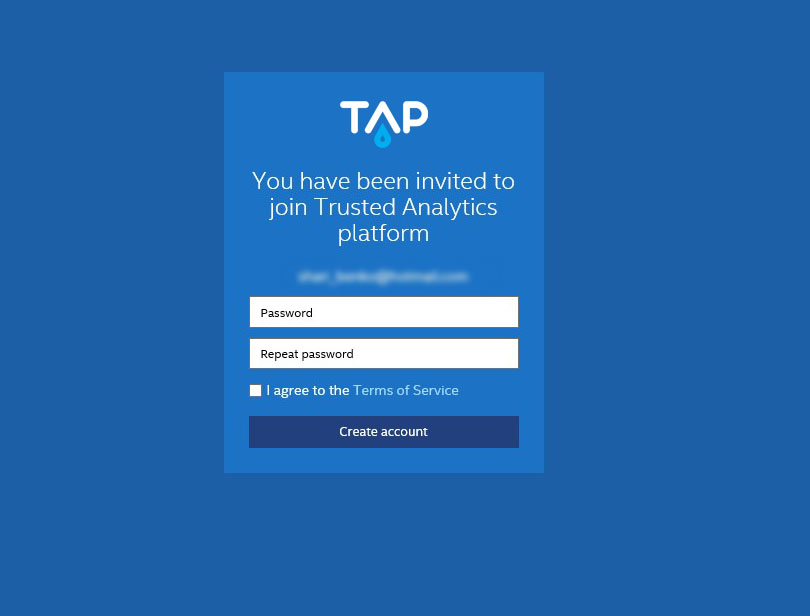 TAP
You have been invited to
join Trusted Analytics
platform
Password
Repeat password
I agree to the Terms of Service
Create account